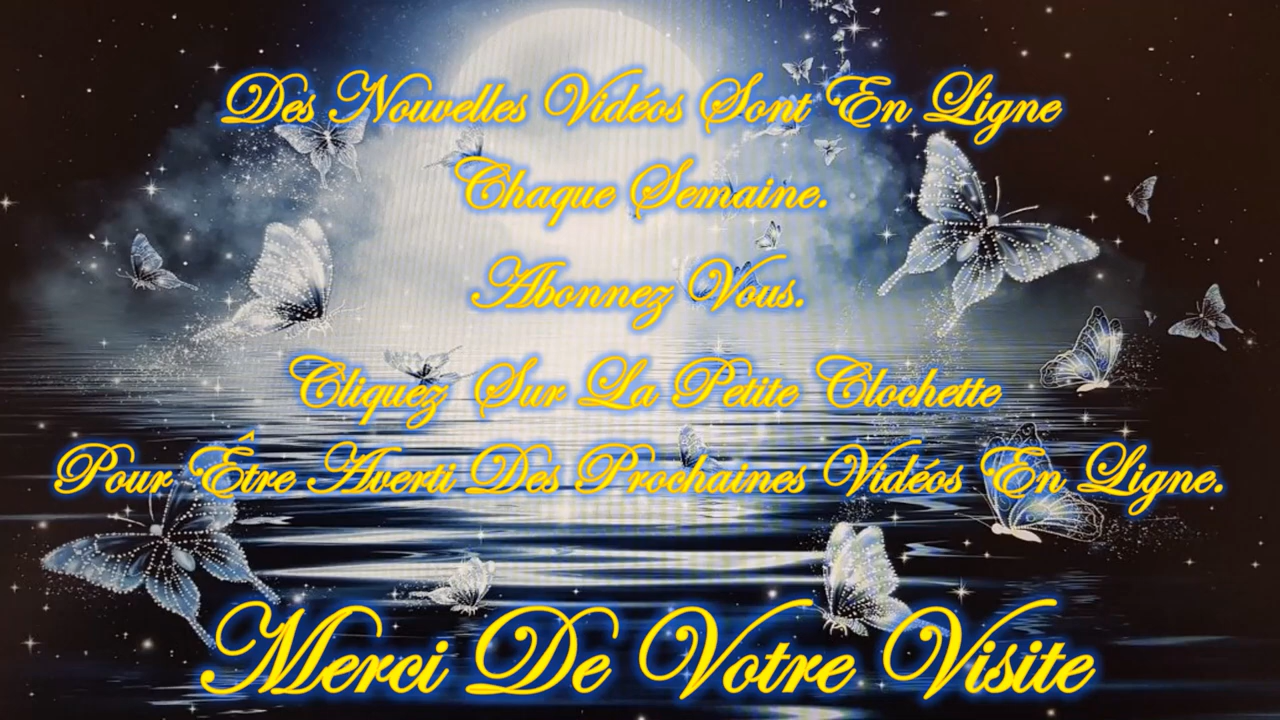 Des Nouvelles Vidéos Sont En Ligne
Chaque Semaine.
Abonnez Vous.
Cliquez Sur La Petite Clochette
Pour Être Averti Des Prochaines Vidéos En Ligne.
Merci De Votre Visite